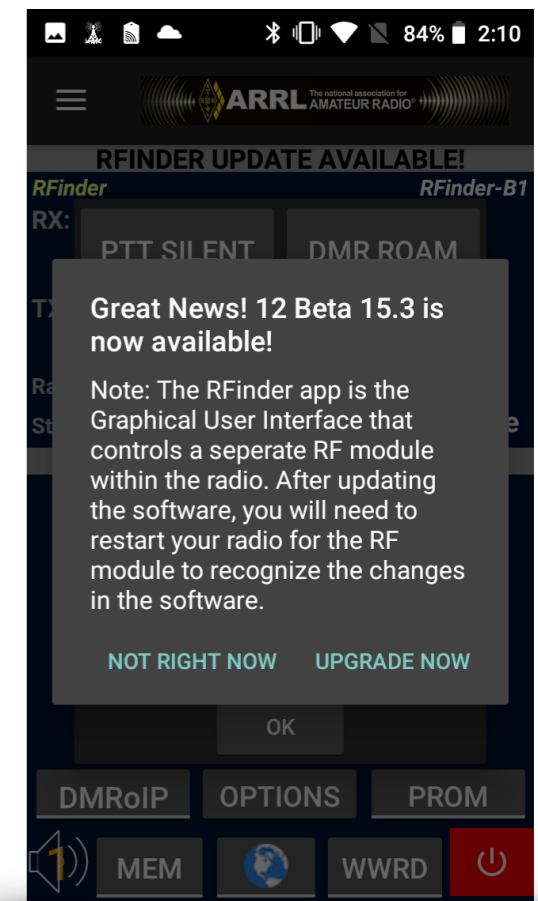 84% 2:10
ARRL The national association for
AMATEUR RADIO®
RFINDER UPDATE AVAILABLE!
RFinder RFinder-B1
RX:
PTT SILENT DMR ROAM
Great News! 12 Beta 15.3 is
now available!
Note: The RFinder app is the
Graphical User Interface that
controls a seperate RF module
within the radio. After updating
the software, you will need to
restart your radio for the RF
module to recognize the changes
in the software.
NOT RIGHT NOW UPGRADE NOW
OK
DMRoIP OPTIONS PROM
MEM WWRD